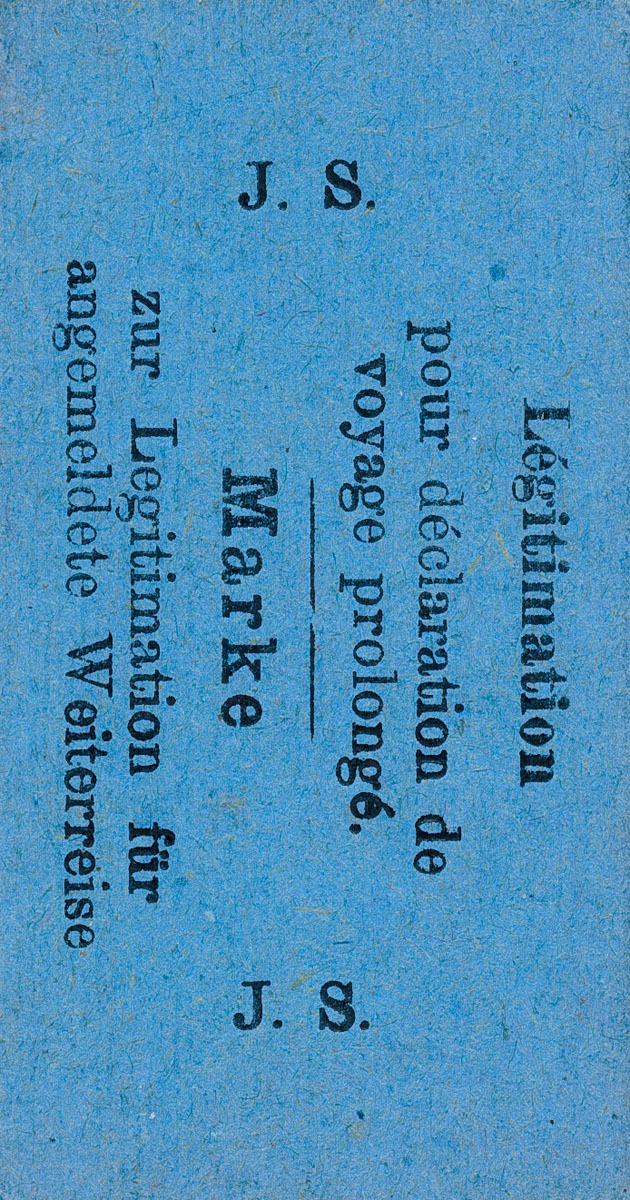 Légitimation
pour déclaration de
voyage prolongé.
J. S.
J. S.
Marke
zur Legitimation für
angemeldete Weiterreise